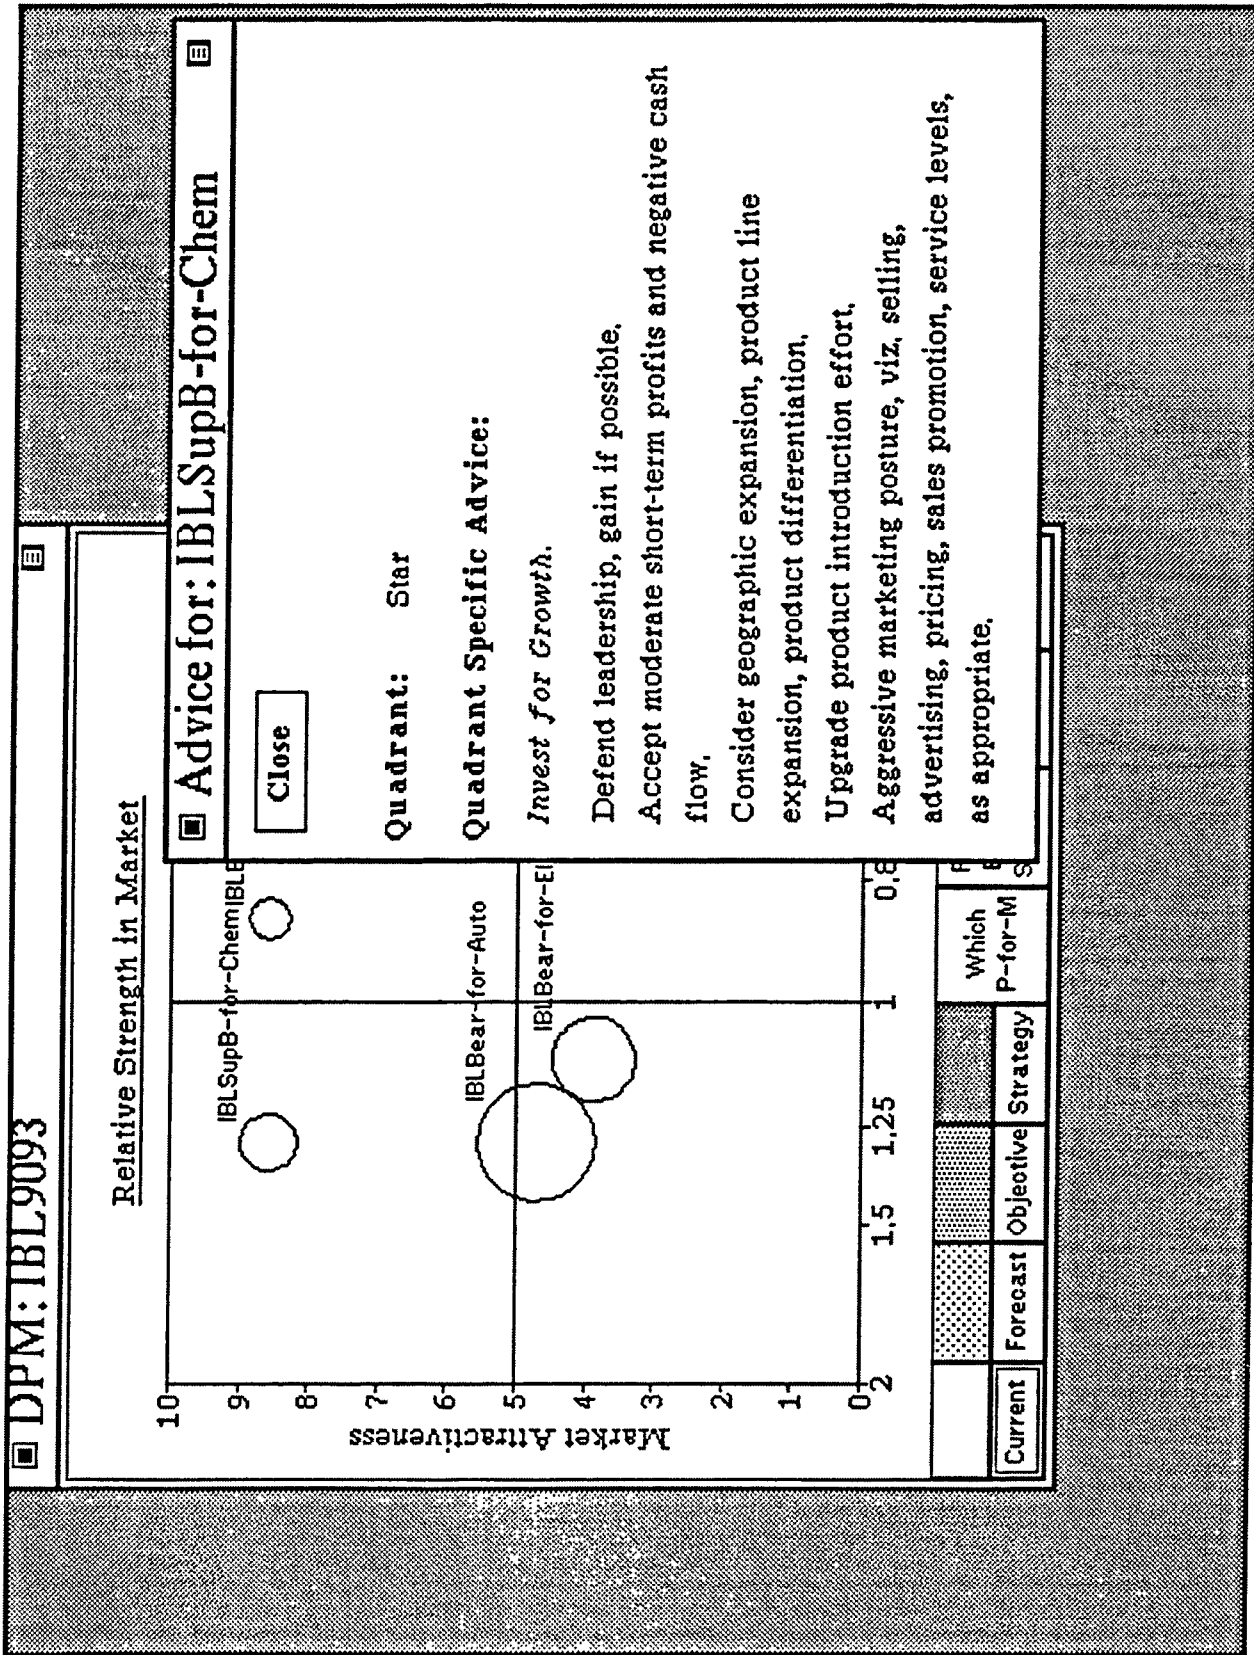 DPM: IBL9093
Relative Strength in Market
Market Attractiveness
10
9
8
7
6
5
4
3
2
1
0
2
1.5
1.25
1
0.8
IBLSupB-for-Chem
IBLBear-for-Auto
IBLBear-for-El
Current
Forecast
Objective
Strategy
Which
P-for-M
Advice for: IBLSupB-for-Chem
Close
Quadrant: Star
Quadrant Specific Advice:
Invest for Growth.
Defend leadership, gain if possible.
Accept moderate short-term profits and negative cash
flow.
Consider geographic expansion, product line
expansion, product differentiation.
Upgrade product introduction effort.
Aggressive marketing posture, viz. selling,
advertising, pricing, sales promotion, service levels,
as appropriate.